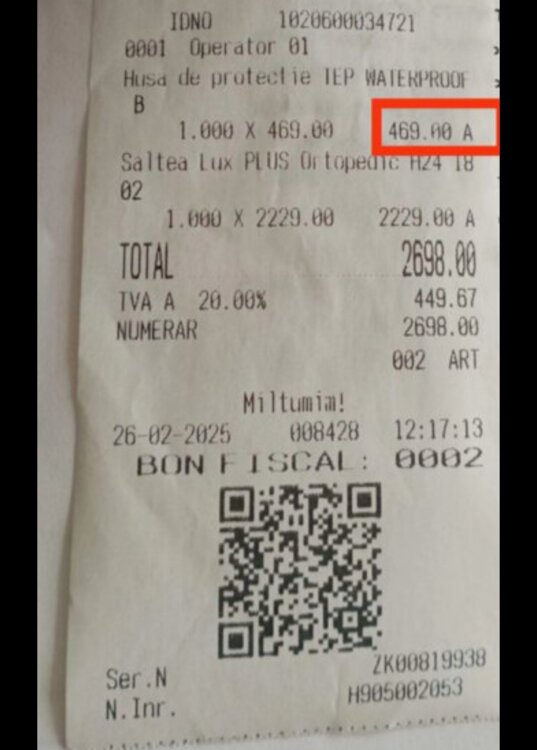 IDNO 1020600034721
0001 Operator 01
Husa de protectie TEP WATERPROOF
B
1.000 X 469.00 469.00 A
Saltea Lux PLUS Ortopedic H24 18
02
1.000 X 2229.00 2229.00 A
TOTAL 2698.00
TVA A 20.00% 449.67
NUMERAR 2698.00
002 ART
Miltumim!
26-02-2025 008428 12:17:13
BON FISCAL: 0002
ZK00819938
Ser.N H905002053
N.Inr.